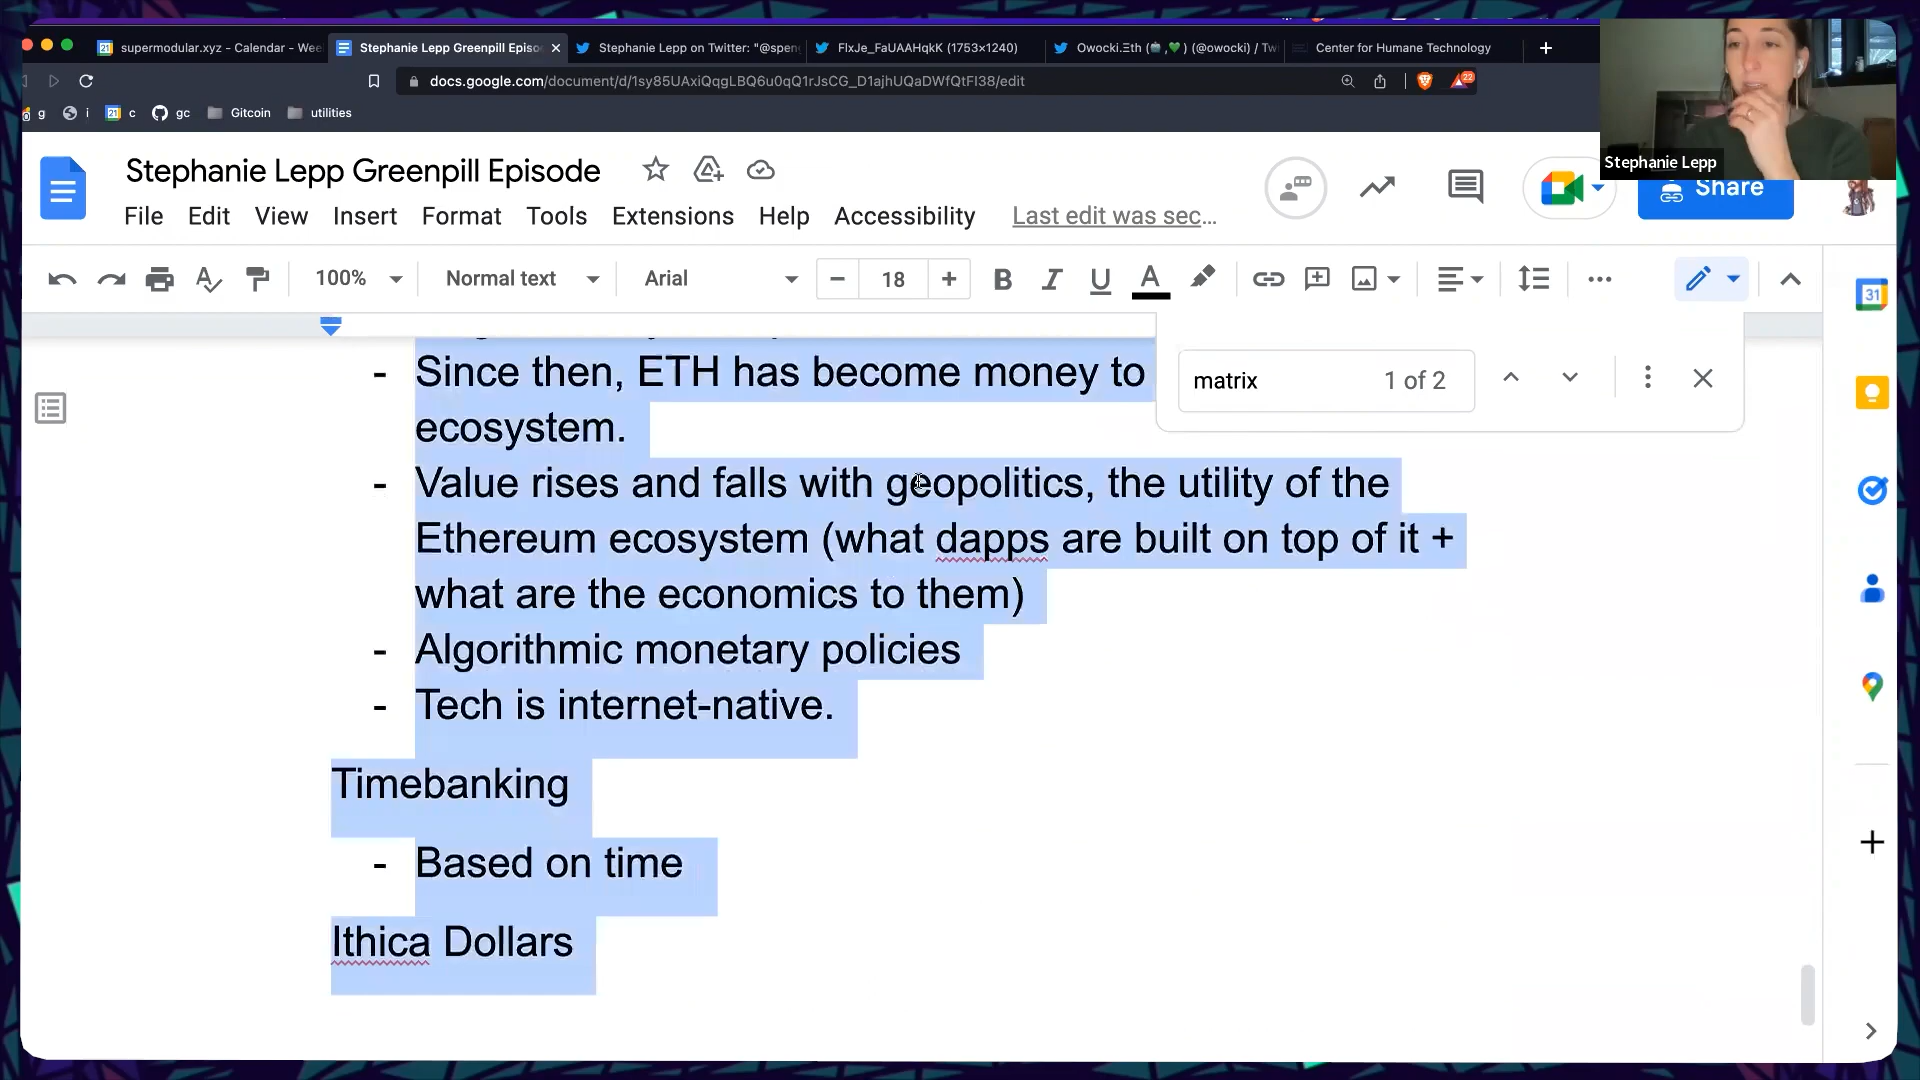 supermodular.xyz - Calendar - Wee
Stephanie Lepp Greenpill Episo
Stephanie Lepp on Twitter: "@spen
FlxJe_FaUAAHqkK (1753×1240)
Owocki.Ξth (🤖,💚) (@owocki) / Tw
Center for Humane Technology
docs.google.com/document/d/1sy85UAxiQqgLBQ6u0qQ1rJsCG_D1ajhUQaDWfQtFI38/edit
22
g
i
21
c
gc
Gitcoin
utilities
Stephanie Lepp
Stephanie Lepp Greenpill Episode
Share
File Edit View Insert Format Tools Extensions Help Accessibility Last edit was sec...
100% Normal text Arial 18 B I U A
31
matrix 1 of 2
- Since then, ETH has become money to
ecosystem.
- Value rises and falls with geopolitics, the utility of the
Ethereum ecosystem (what dapps are built on top of it +
what are the economics to them)
- Algorithmic monetary policies
- Tech is internet-native.
Timebanking
- Based on time
Ithica Dollars